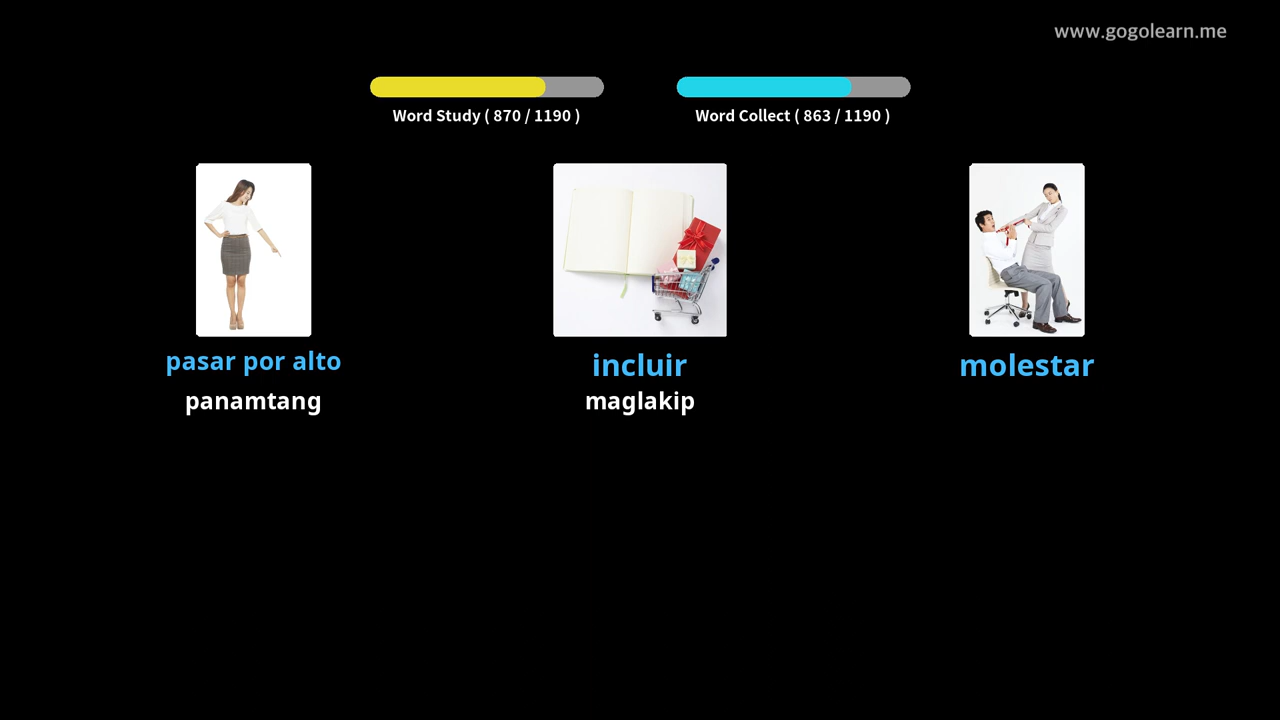 www.gogolearn.me
Word Study ( 870 / 1190 )
Word Collect ( 863 / 1190 )
pasar por alto
panamtang
incluir
maglakip
molestar